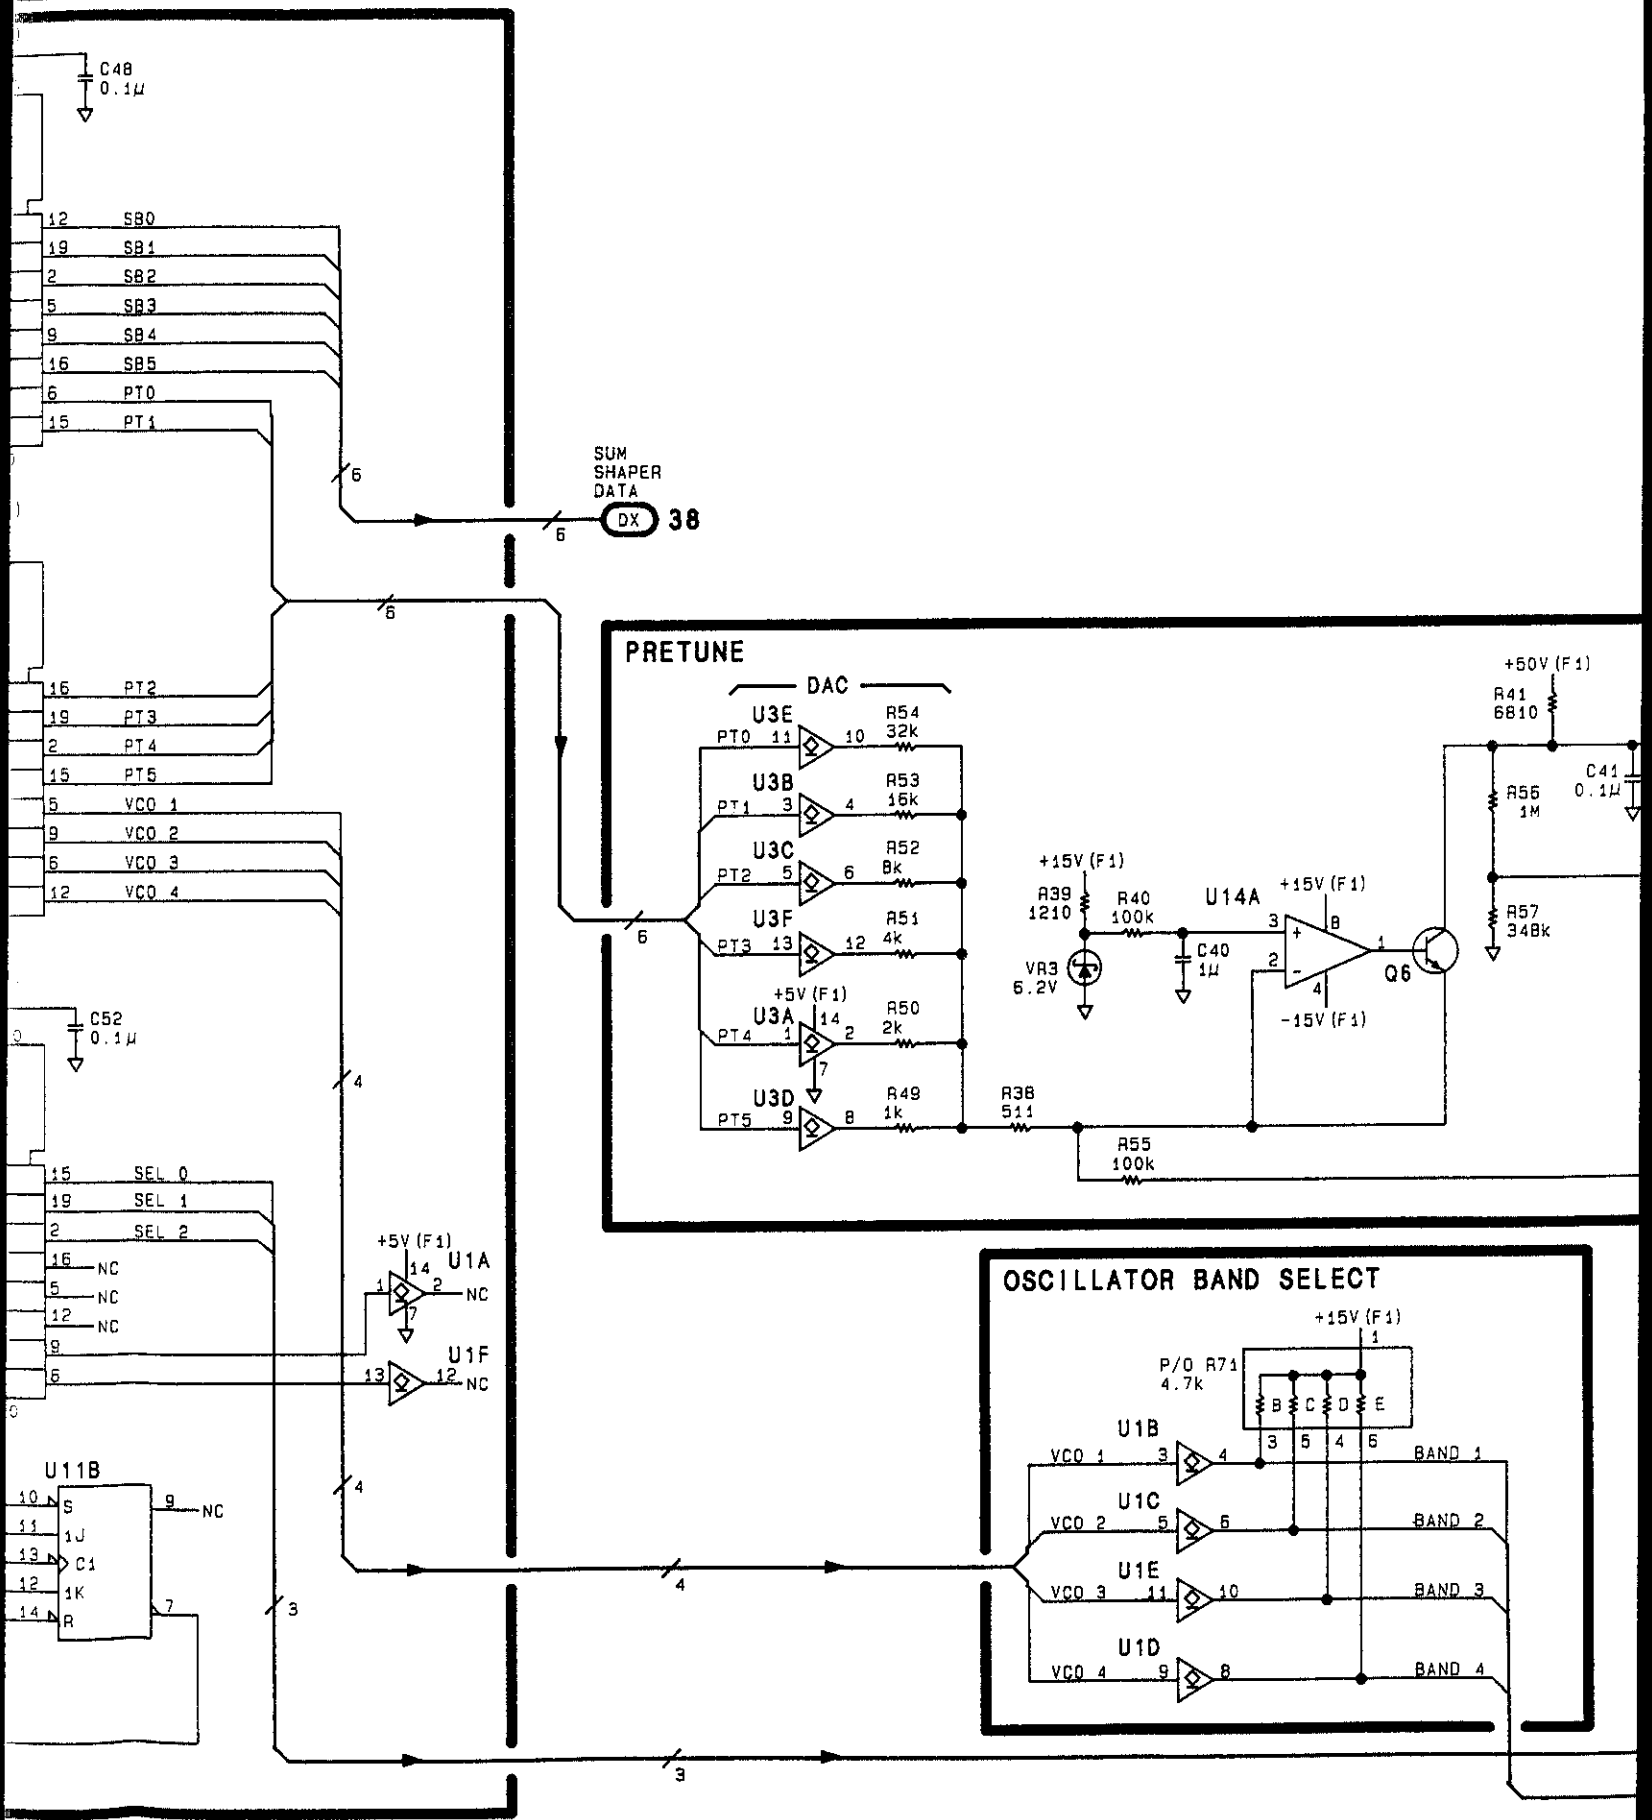 C48
0.1µ
12 SB0
19 SB1
2 SB2
5 SB3
9 SB4
16 SB5
6 PT0
15 PT1
6
SUM
SHAPER
DATA
DX 38
6
6
16 PT2
19 PT3
2 PT4
15 PT5
5 VCO 1
9 VCO 2
6 VCO 3
12 VCO 4
C52
0.1µ
4
15 SEL 0
19 SEL 1
2 SEL 2
16 NC
5 NC
12 NC
9
6
+5V(F1)
U1A
14
1 2 NC
7
U1F
13 12 NC
U11B
10 S 9 NC
11 1J
13 C1
12 1K
14 R 7
4
3
4
3
PRETUNE
DAC
6
U3E
PT0 11 10
R54
32k
U3B
PT1 3 4
R53
16k
U3C
PT2 5 6
R52
8k
U3F
PT3 13 12
R51
4k
+5V(F1)
U3A
14
PT4 1 2
7
R50
2k
U3D
PT5 9 8
R49
1k
R38
511
R55
100k
+15V(F1)
R39
1210
R40
100k
VR3
6.2V
C40
1µ
U14A
+15V(F1)
3 + 8
2 - 1
4
-15V(F1)
Q6
+50V(F1)
R41
6810
R56
1M
C41
0.1µ
R57
348k
OSCILLATOR BAND SELECT
+15V(F1)
1
P/O R71
4.7k
B C D E
3 5 4 6
U1B
VCO 1 3 4 BAND 1
U1C
VCO 2 5 6 BAND 2
U1E
VCO 3 11 10 BAND 3
U1D
VCO 4 9 8 BAND 4